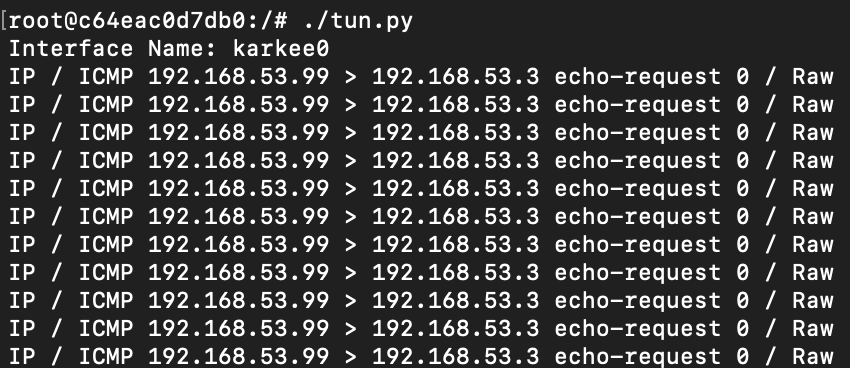 [root@c64eac0d7db0:/# ./tun.py
Interface Name: karkee0
IP / ICMP 192.168.53.99 > 192.168.53.3 echo-request 0 / Raw
IP / ICMP 192.168.53.99 > 192.168.53.3 echo-request 0 / Raw
IP / ICMP 192.168.53.99 > 192.168.53.3 echo-request 0 / Raw
IP / ICMP 192.168.53.99 > 192.168.53.3 echo-request 0 / Raw
IP / ICMP 192.168.53.99 > 192.168.53.3 echo-request 0 / Raw
IP / ICMP 192.168.53.99 > 192.168.53.3 echo-request 0 / Raw
IP / ICMP 192.168.53.99 > 192.168.53.3 echo-request 0 / Raw
IP / ICMP 192.168.53.99 > 192.168.53.3 echo-request 0 / Raw
IP / ICMP 192.168.53.99 > 192.168.53.3 echo-request 0 / Raw
IP / ICMP 192.168.53.99 > 192.168.53.3 echo-request 0 / Raw
IP / ICMP 192.168.53.99 > 192.168.53.3 echo-request 0 / Raw